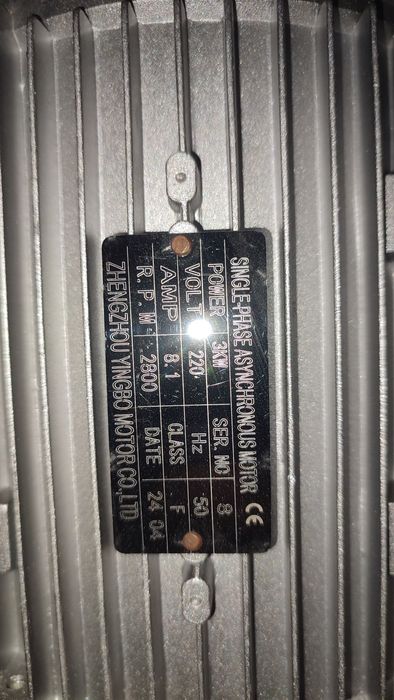 SINGLE-PHASE ASYNCHRONOUS MOTOR CE
POWER 3KW SER. NO 8
VOLT 220 Hz 50
AMP 8.1 CLASS F
R.P.M 2800 DATE 24 04
ZHENGZHOU YINGBO MOTOR CO.,LTD